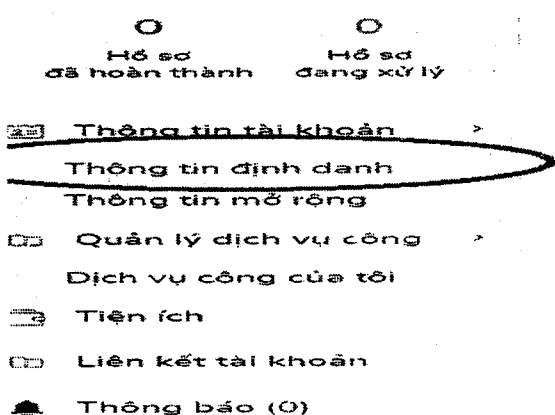 0 0
Hồ sơ Hồ sơ
đã hoàn thành đang xử lý
Thông tin tài khoản >
Thông tin định danh
Thông tin mở rộng
Quản lý dịch vụ công >
Dịch vụ công của tôi
Tiện ích
Liên kết tài khoản
Thông báo (0)